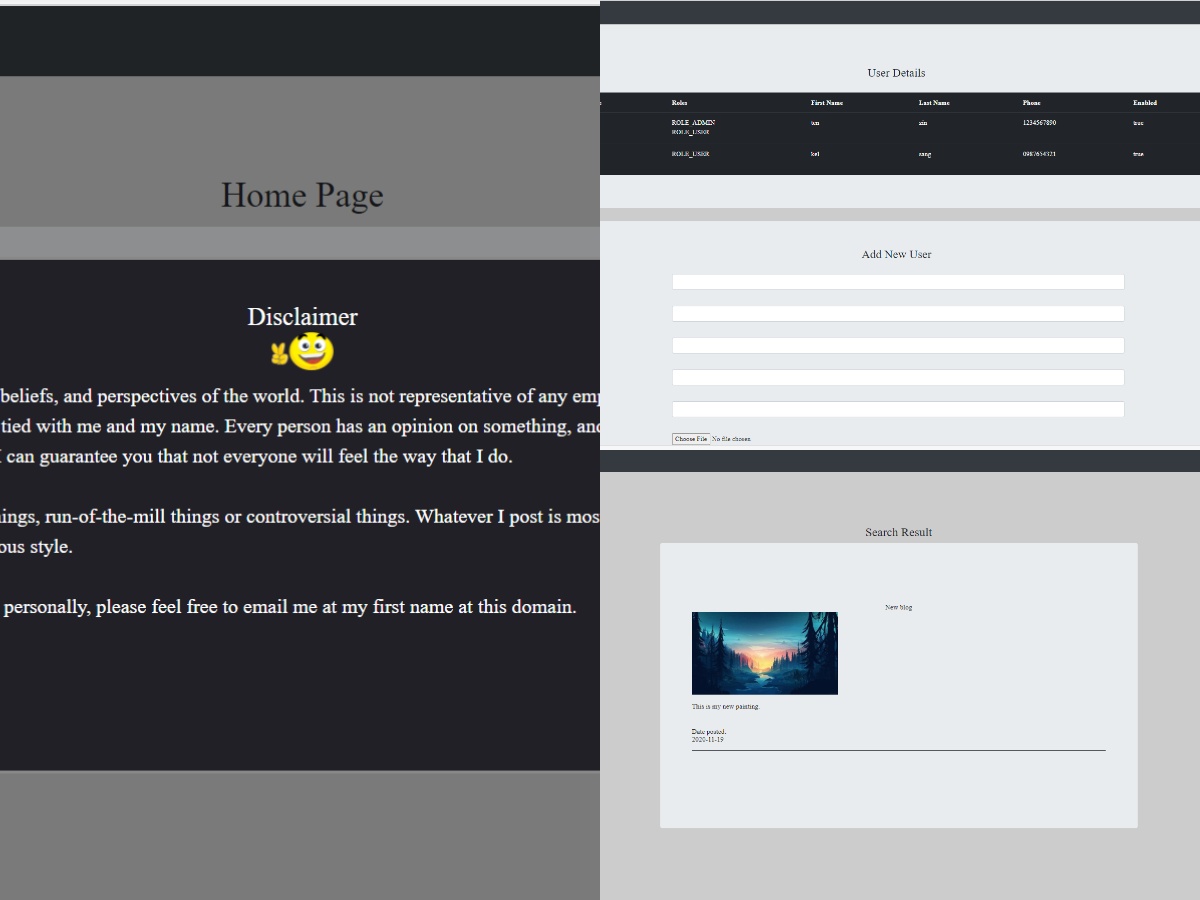 Home Page
Disclaimer
beliefs, and perspectives of the world. This is not representative of any emp
tied with me and my name. Every person has an opinion on something, and
I can guarantee you that not everyone will feel the way that I do.
ings, run-of-the-mill things or controversial things. Whatever I post is mos
ous style.
personally, please feel free to email me at my first name at this domain.
User Details
Roles First Name Last Name Phone Enabled
ROLE_ADMIN
ROLE_USER
ten xin 1234567890 true
ROLE_USER kel sang 0987654321 true
Add New User
Choose File No file chosen
Search Result
New blog
This is my new painting.
Date posted:
2020-11-19